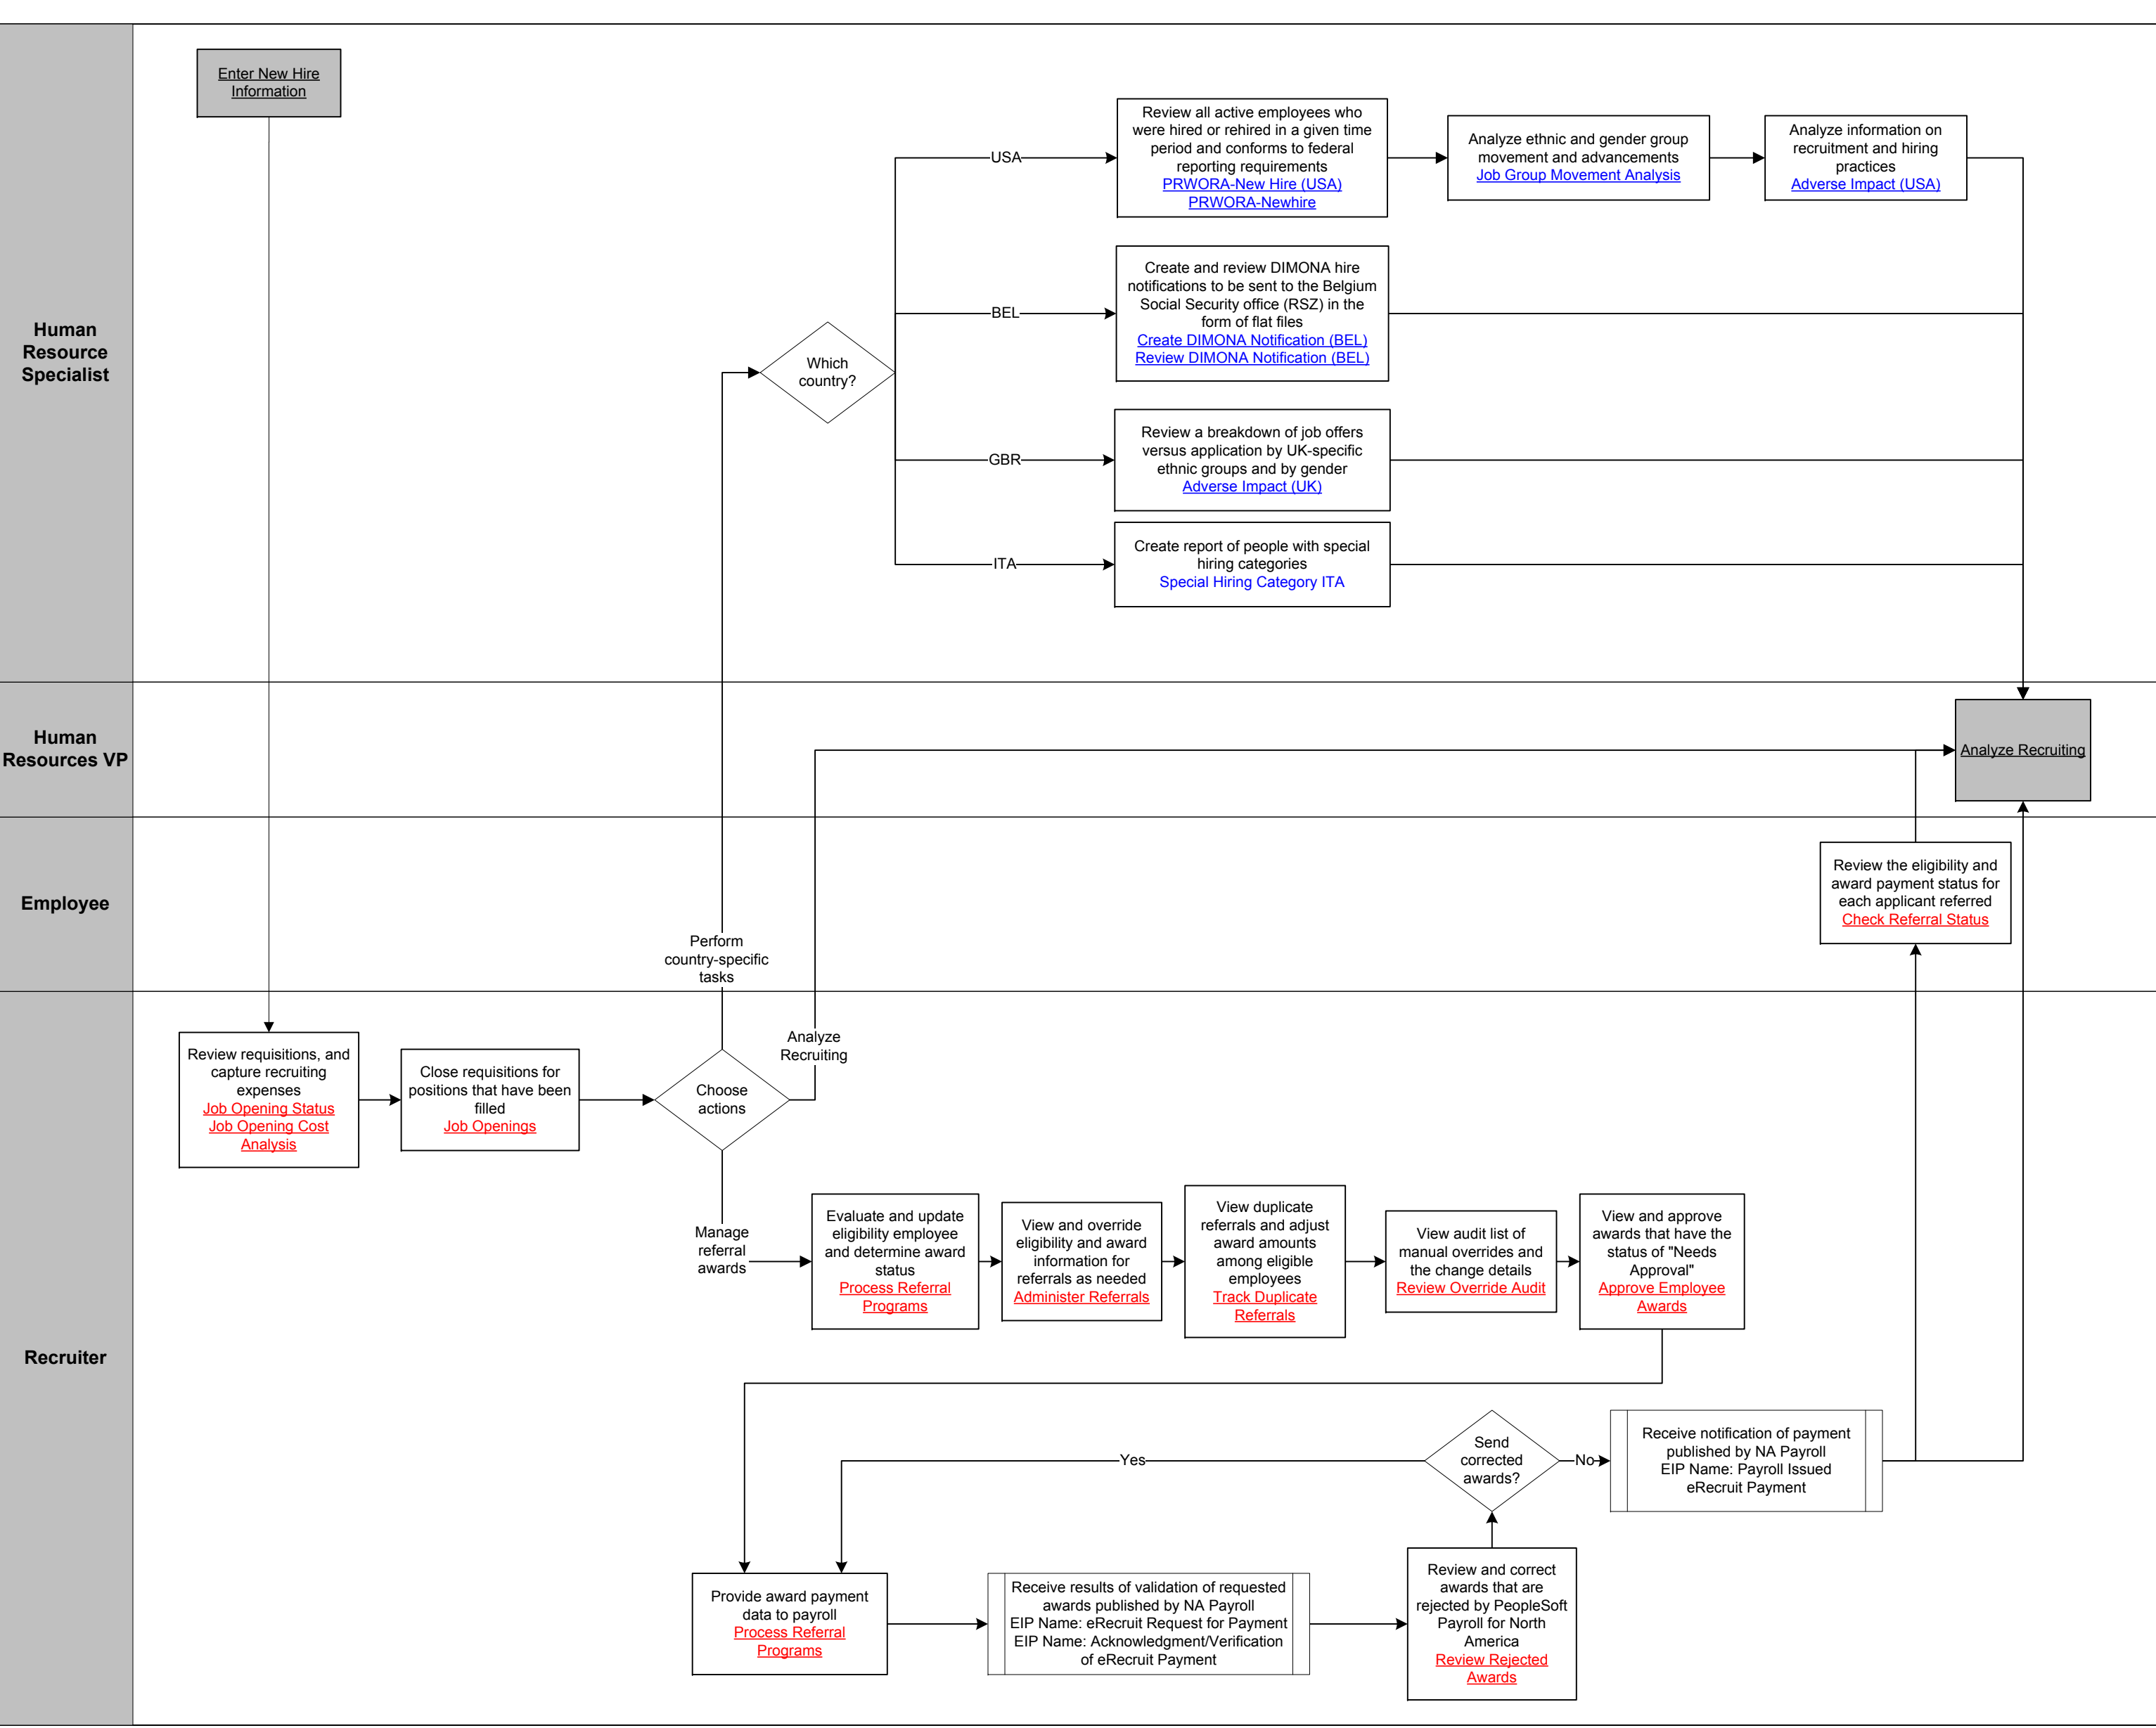 Human
Resource
Specialist
Enter New Hire
Information
Which
country?
USA
Review all active employees who
were hired or rehired in a given time
period and conforms to federal
reporting requirements
PRWORA-New Hire (USA)
PRWORA-Newhire
Analyze ethnic and gender group
movement and advancements
Job Group Movement Analysis
Analyze information on
recruitment and hiring
practices
Adverse Impact (USA)
BEL
Create and review DIMONA hire
notifications to be sent to the Belgium
Social Security office (RSZ) in the
form of flat files
Create DIMONA Notification (BEL)
Review DIMONA Notification (BEL)
GBR
Review a breakdown of job offers
versus application by UK-specific
ethnic groups and by gender
Adverse Impact (UK)
ITA
Create report of people with special
hiring categories
Special Hiring Category ITA
Human
Resources VP
Analyze Recruiting
Employee
Perform
country-specific
tasks
Review the eligibility and
award payment status for
each applicant referred
Check Referral Status
Recruiter
Review requisitions, and
capture recruiting
expenses
Job Opening Status
Job Opening Cost
Analysis
Close requisitions for
positions that have been
filled
Job Openings
Choose
actions
Analyze
Recruiting
Manage
referral
awards
Evaluate and update
eligibility employee
and determine award
status
Process Referral
Programs
View and override
eligibility and award
information for
referrals as needed
Administer Referrals
View duplicate
referrals and adjust
award amounts
among eligible
employees
Track Duplicate
Referrals
View audit list of
manual overrides and
the change details
Review Override Audit
View and approve
awards that have the
status of "Needs
Approval"
Approve Employee
Awards
Yes
Send
corrected
awards?
No
Receive notification of payment
published by NA Payroll
EIP Name: Payroll Issued
eRecruit Payment
Provide award payment
data to payroll
Process Referral
Programs
Receive results of validation of requested
awards published by NA Payroll
EIP Name: eRecruit Request for Payment
EIP Name: Acknowledgment/Verification
of eRecruit Payment
Review and correct
awards that are
rejected by PeopleSoft
Payroll for North
America
Review Rejected
Awards